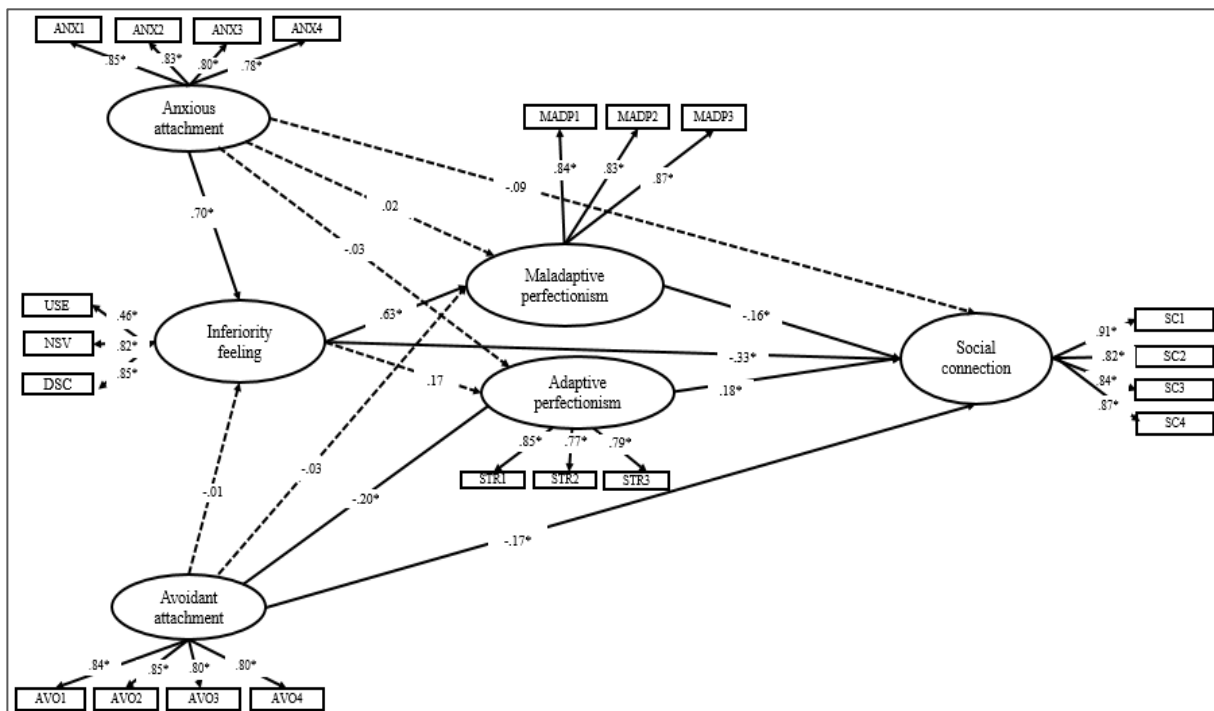 ANX1
ANX2
ANX3
ANX4
.85*
.83*
.80*
.78*
Anxious
attachment
MADP1
MADP2
MADP3
.84*
.83*
.87*
-.09
.70*
.02
-.03
Maladaptive
perfectionism
USE
NSV
DSC
.46*
.82*
.85*
Inferiority
feeling
.63*
-.16*
-.33*
.17
Adaptive
perfectionism
.18*
Social
connection
.91*
.82*
.84*
.87*
SC1
SC2
SC3
SC4
.85*
.77*
.79*
STR1
STR2
STR3
-.03
-.01
-.20*
-.17*
Avoidant
attachment
.84*
.85*
.80*
.80*
AVO1
AVO2
AVO3
AVO4